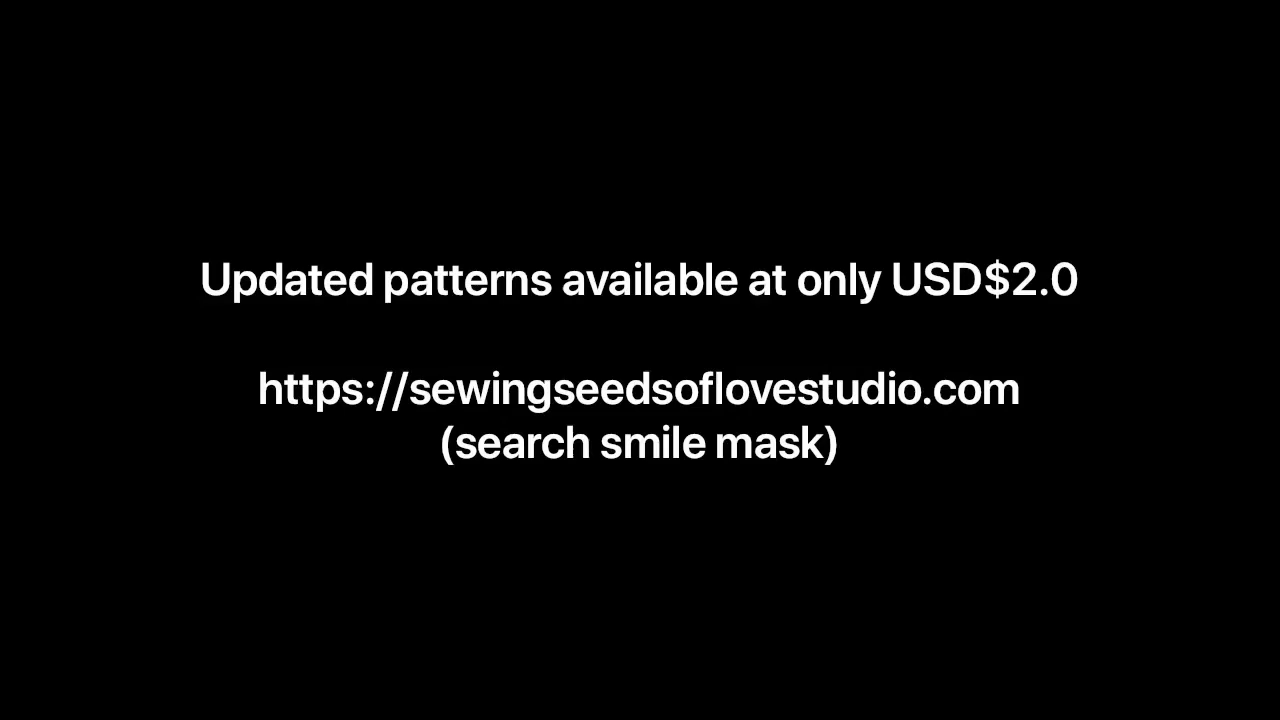 Updated patterns available at only USD$2.0
https://sewingseedsoflovestudio.com
(search smile mask)